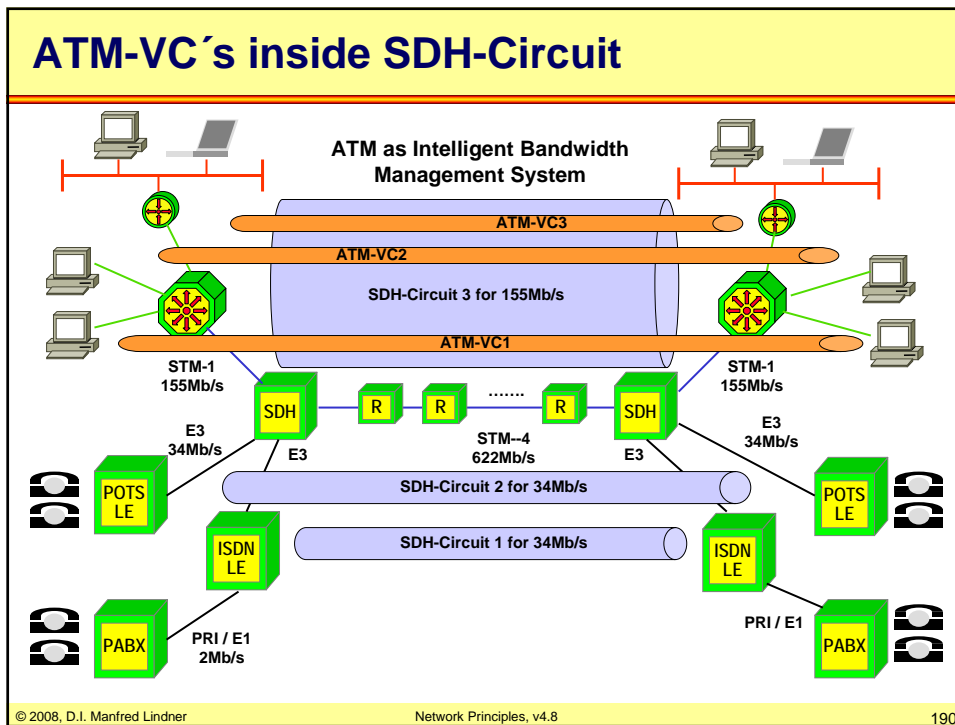 ATM-VC´s inside SDH-Circuit
ATM as Intelligent Bandwidth
Management System
ATM-VC3
ATM-VC2
SDH-Circuit 3 for 155Mb/s
ATM-VC1
STM-1
155Mb/s
STM-1
155Mb/s
SDH
R
R
.......
R
SDH
E3
34Mb/s
E3
STM--4
622Mb/s
E3
E3
34Mb/s
POTS
LE
SDH-Circuit 2 for 34Mb/s
POTS
LE
ISDN
LE
SDH-Circuit 1 for 34Mb/s
ISDN
LE
PABX
PRI / E1
2Mb/s
PRI / E1
PABX
© 2008, D.I. Manfred Lindner
Network Principles, v4.8
190